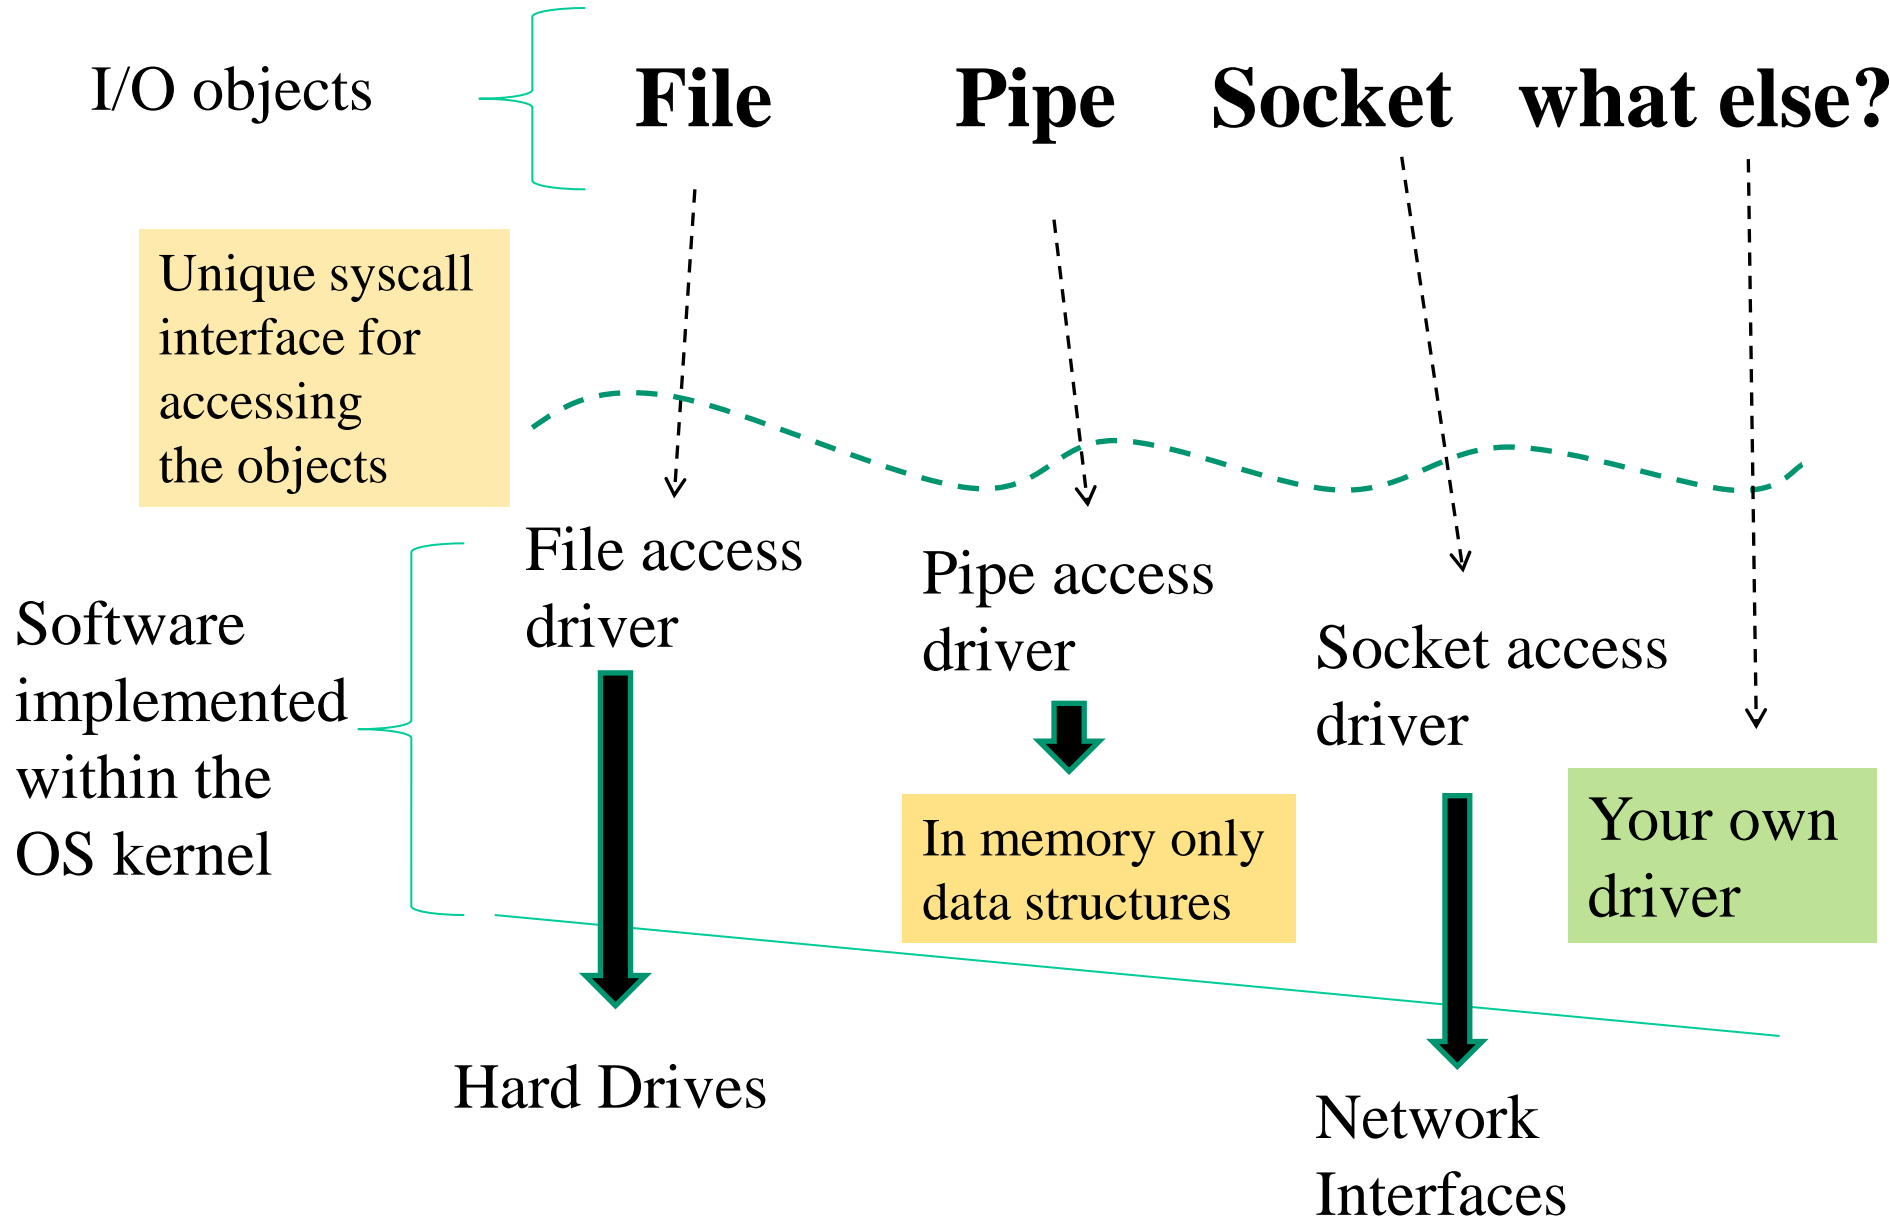 I/O objects
File
Pipe
Socket
what else?
Unique syscall
interface for
accessing
the objects
Software
implemented
within the
OS kernel
File access
driver
Pipe access
driver
Socket access
driver
In memory only
data structures
Your own
driver
Hard Drives
Network
Interfaces